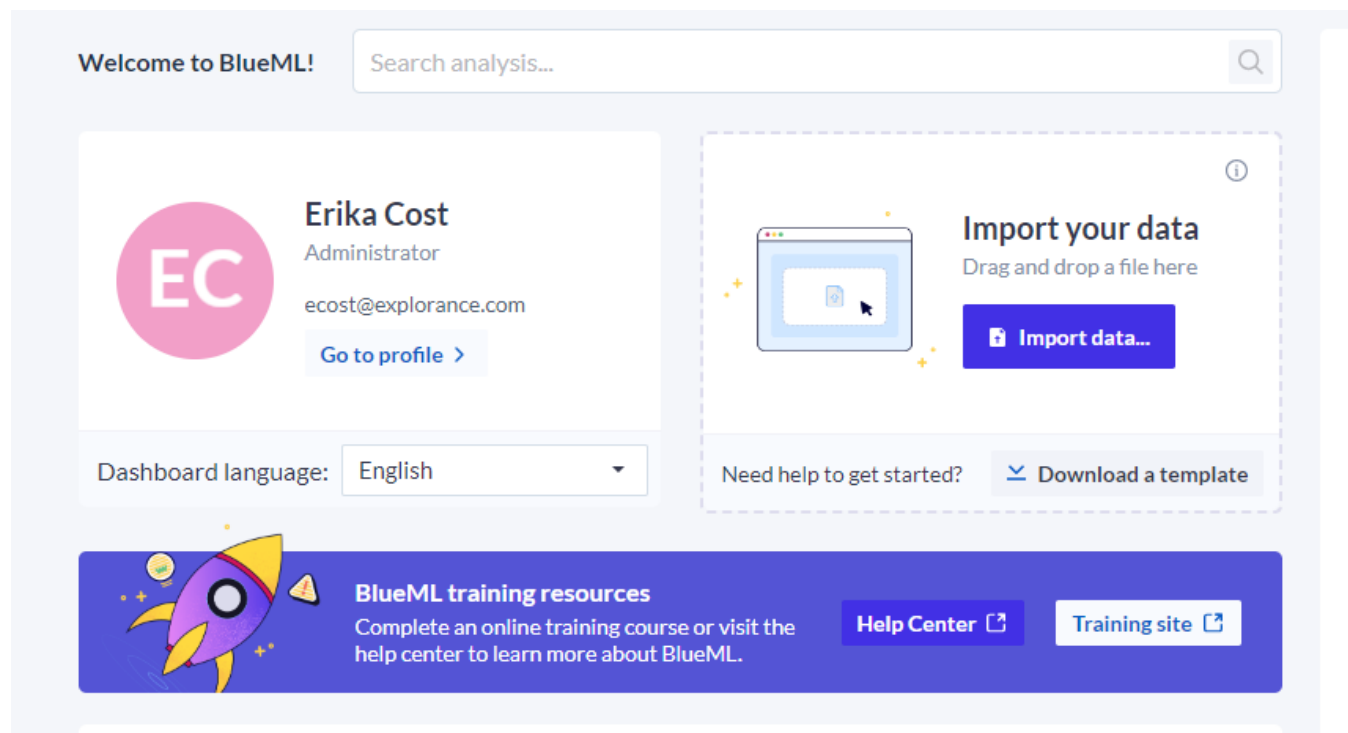 Welcome to BlueML!
Search analysis...
EC
Erika Cost
Administrator
ecost@explorance.com
Go to profile
Dashboard language:
English
Import your data
Drag and drop a file here
Import data...
Need help to get started?
Download a template
BlueML training resources
Complete an online training course or visit the
help center to learn more about BlueML.
Help Center
Training site